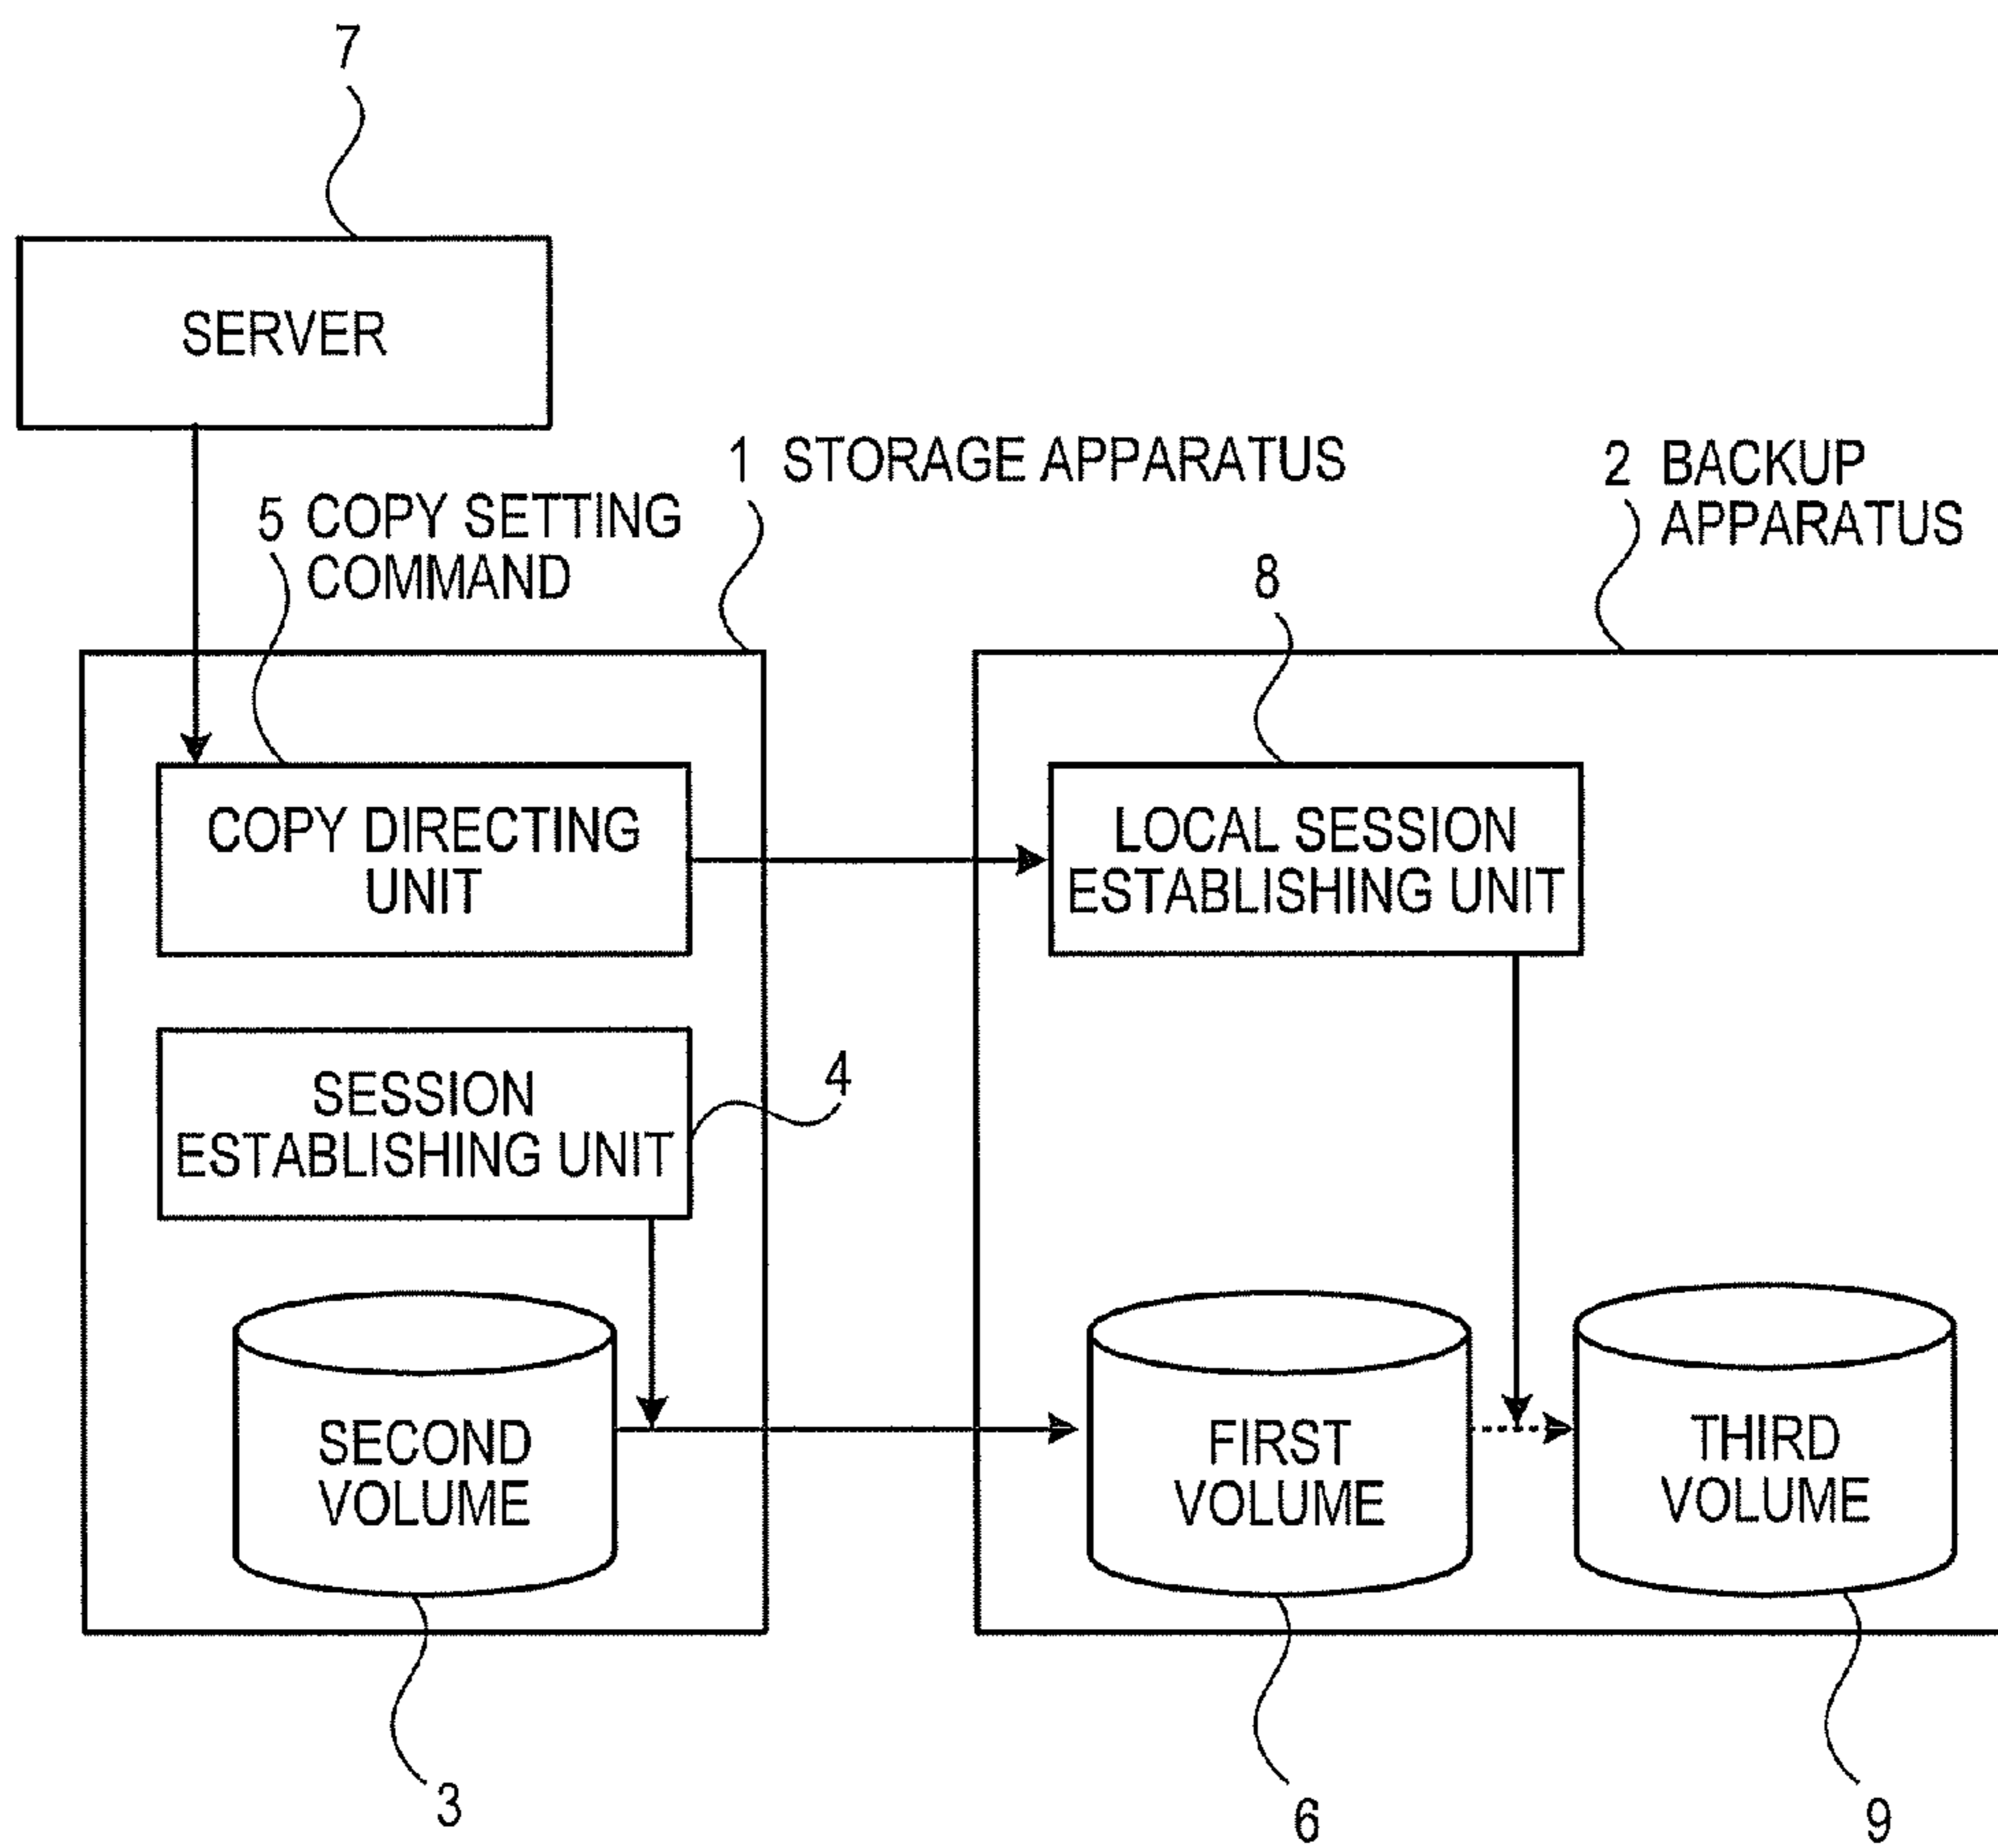 7
SERVER
1 STORAGE APPARATUS
2 BACKUP
APPARATUS
5 COPY SETTING
COMMAND
8
COPY DIRECTING
UNIT
LOCAL SESSION
ESTABLISHING UNIT
SESSION
ESTABLISHING UNIT
4
SECOND
VOLUME
FIRST
VOLUME
THIRD
VOLUME
3
6
9